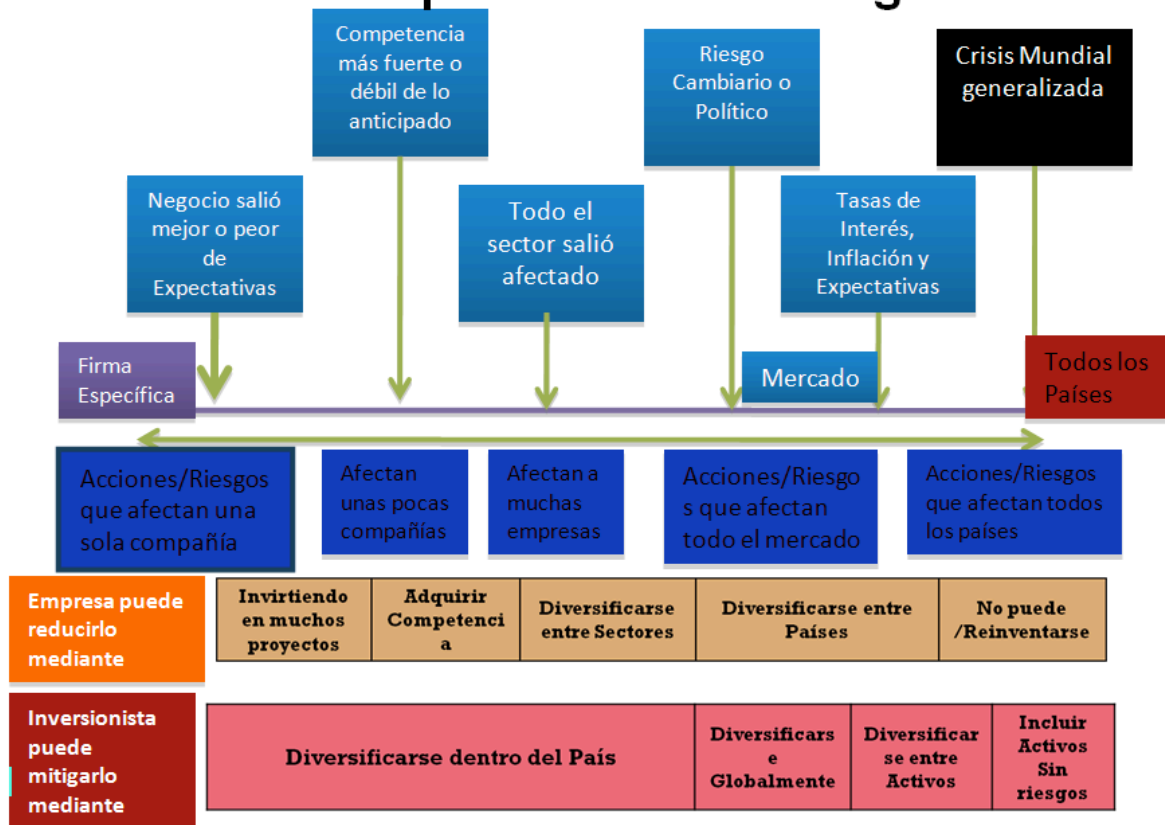 Competencia
más fuerte o
débil de lo
anticipado
Riesgo
Cambiario o
Político
Crisis Mundial
generalizada
Negocio salió
mejor o peor
de
Expectativas
Todo el
sector salió
afectado
Tasas de
Interés,
Inflación y
Expectativas
Firma
Específica
Mercado
Todos los
Países
Acciones/Riesgos
que afectan una
sola compañía
Afectan
unas pocas
compañías
Afectan a
muchas
empresas
Acciones/Riesgo
s que afectan
todo el mercado
Acciones/Riesgos
que afectan todos
los países
Empresa puede
reducirlo
mediante
Invirtiendo
en muchos
proyectos
Adquirir
Competenci
a
Diversificarse
entre Sectores
Diversificarse entre
Países
No puede
/Reinventarse
Inversionista
puede
mitigarlo
mediante
Diversificarse dentro del País
Diversificars
e
Globalmente
Diversificar
se entre
Activos
Incluir
Activos
Sin
riesgos